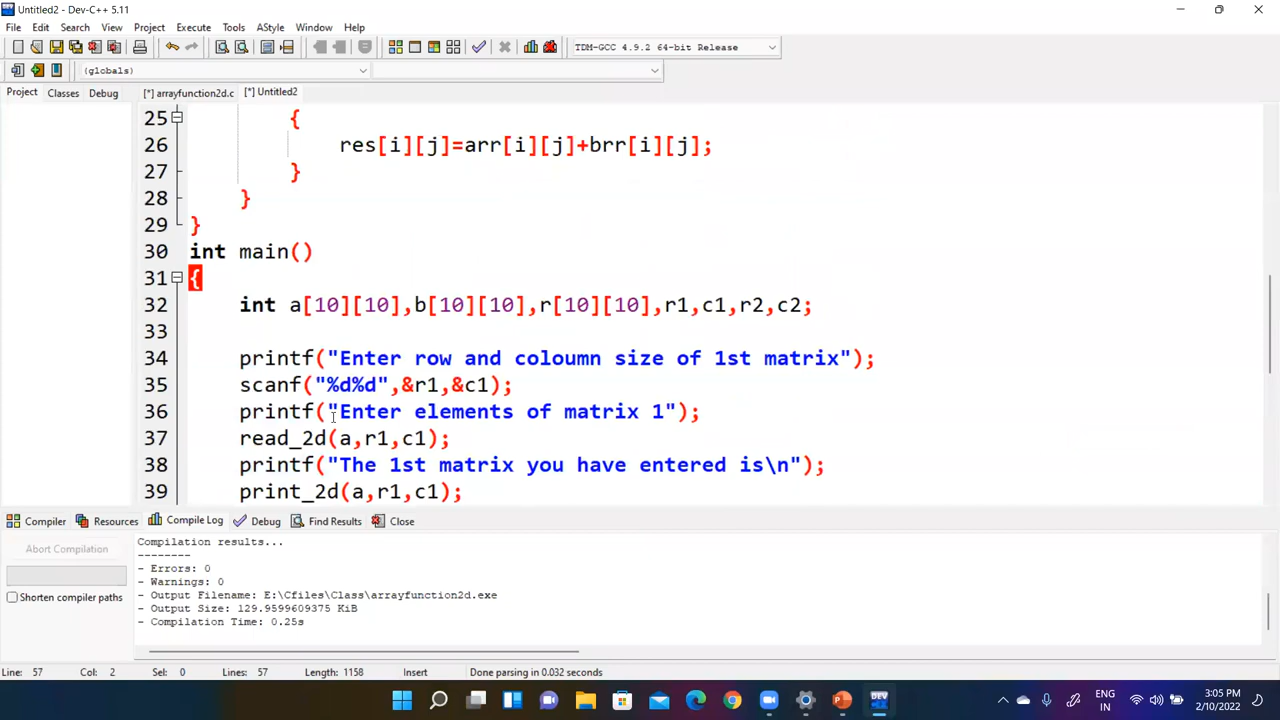 Untitled2 - Dev-C++ 5.11
File Edit Search View Project Execute Tools AStyle Window Help
TDM-GCC 4.9.2 64-bit Release
(globals)
Project Classes Debug
[*] arrayfunction2d.c [*] Untitled2
25 {
26 res[i][j]=arr[i][j]+brr[i][j];
27 }
28 }
29 }
30 int main()
31 {
32 int a[10][10],b[10][10],r[10][10],r1,c1,r2,c2;
33
34 printf("Enter row and coloumn size of 1st matrix");
35 scanf("%d%d",&r1,&c1);
36 printf("Enter elements of matrix 1");
37 read_2d(a,r1,c1);
38 printf("The 1st matrix you have entered is\n");
39 print_2d(a,r1,c1);
Compiler Resources Compile Log Debug Find Results Close
Abort Compilation
Shorten compiler paths
Compilation results...
--------
- Errors: 0
- Warnings: 0
- Output Filename: E:\Cfiles\Class\arrayfunction2d.exe
- Output Size: 129.9599609375 KiB
- Compilation Time: 0.25s
Line: 57 Col: 2 Sel: 0 Lines: 57 Length: 1158 Insert Done parsing in 0.032 seconds
DEV
ENG
IN
3:05 PM
2/10/2022